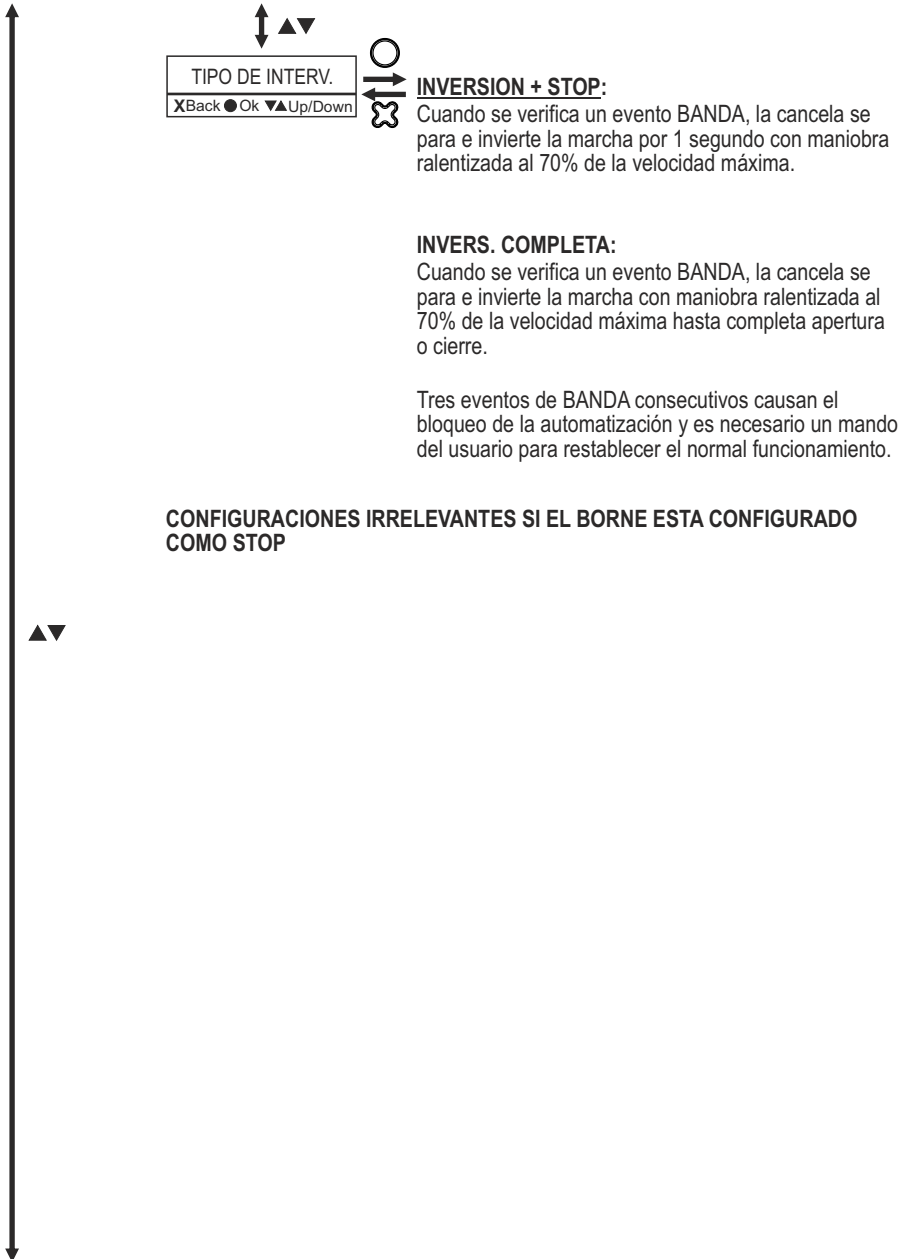 ▲▼
TIPO DE INTERV.
XBack ● Ok ▼▲Up/Down
INVERSION + STOP:
Cuando se verifica un evento BANDA, la cancela se
para e invierte la marcha por 1 segundo con maniobra
ralentizada al 70% de la velocidad máxima.
INVERS. COMPLETA:
Cuando se verifica un evento BANDA, la cancela se
para e invierte la marcha con maniobra ralentizada al
70% de la velocidad máxima hasta completa apertura
o cierre.
Tres eventos de BANDA consecutivos causan el
bloqueo de la automatización y es necesario un mando
del usuario para restablecer el normal funcionamiento.
CONFIGURACIONES IRRELEVANTES SI EL BORNE ESTA CONFIGURADO
COMO STOP
▲▼